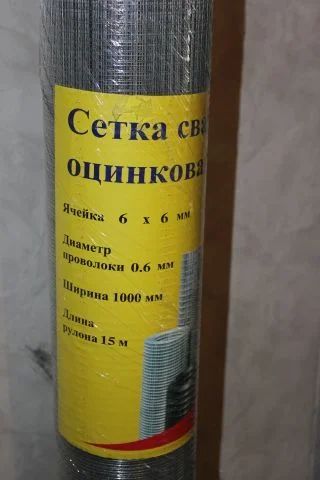 Сетка сва
оцинкова
Ячейка 6 х 6 мм
Диаметр
проволоки 0.6 мм
Ширина 1000 мм
Длина
рулона 15 м